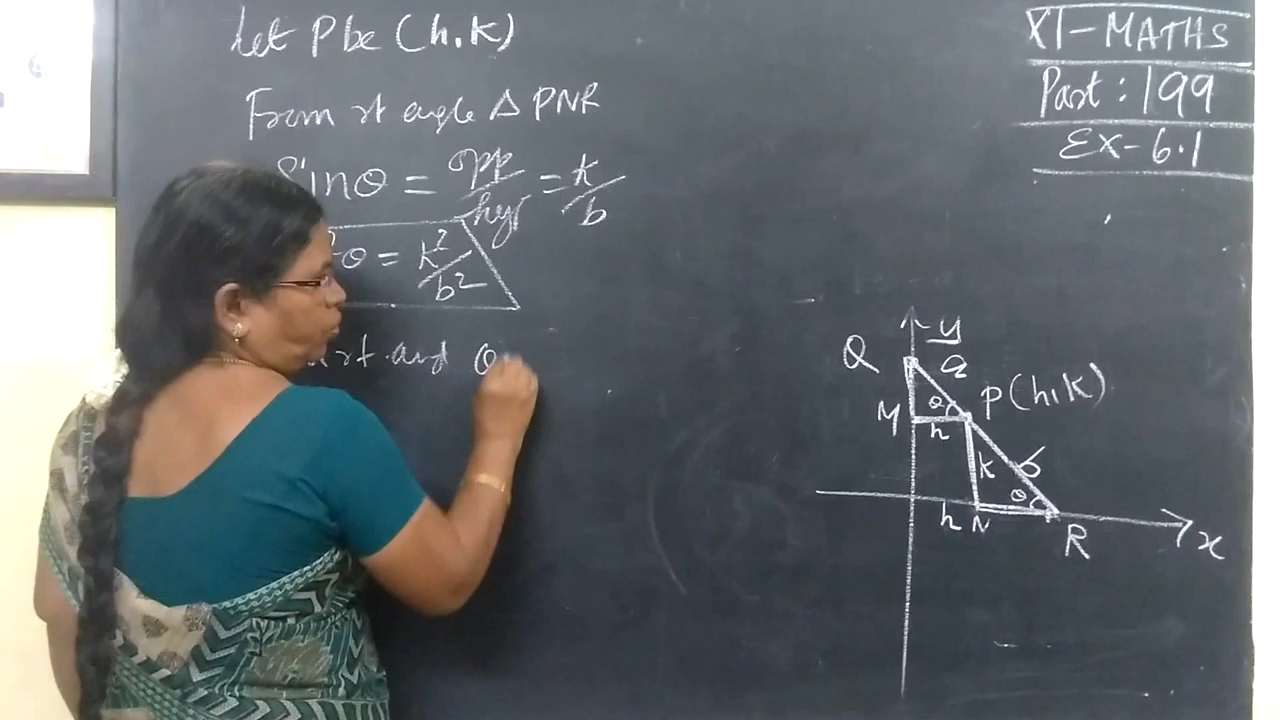 let P be (h,k)
From rt angle △ PNR
Sinθ = opp/hyp = k/b
²θ = k²/b²
rt and
XI-MATHS
Part: 199
Ex-6.1
y
Q
a
θ
P(h,k)
M
h
k
b
θ
h N
R
x